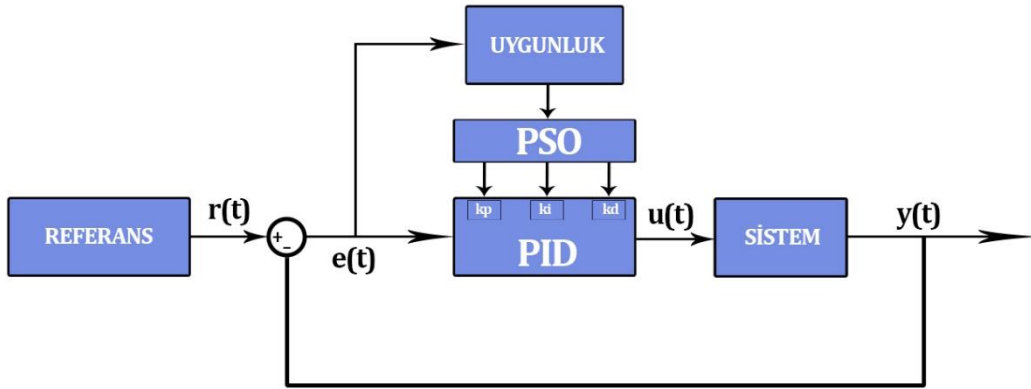 UYGUNLUK
PSO
kp ki kd
REFERANS
r(t)
+
-
e(t)
PID
u(t)
SİSTEM
y(t)